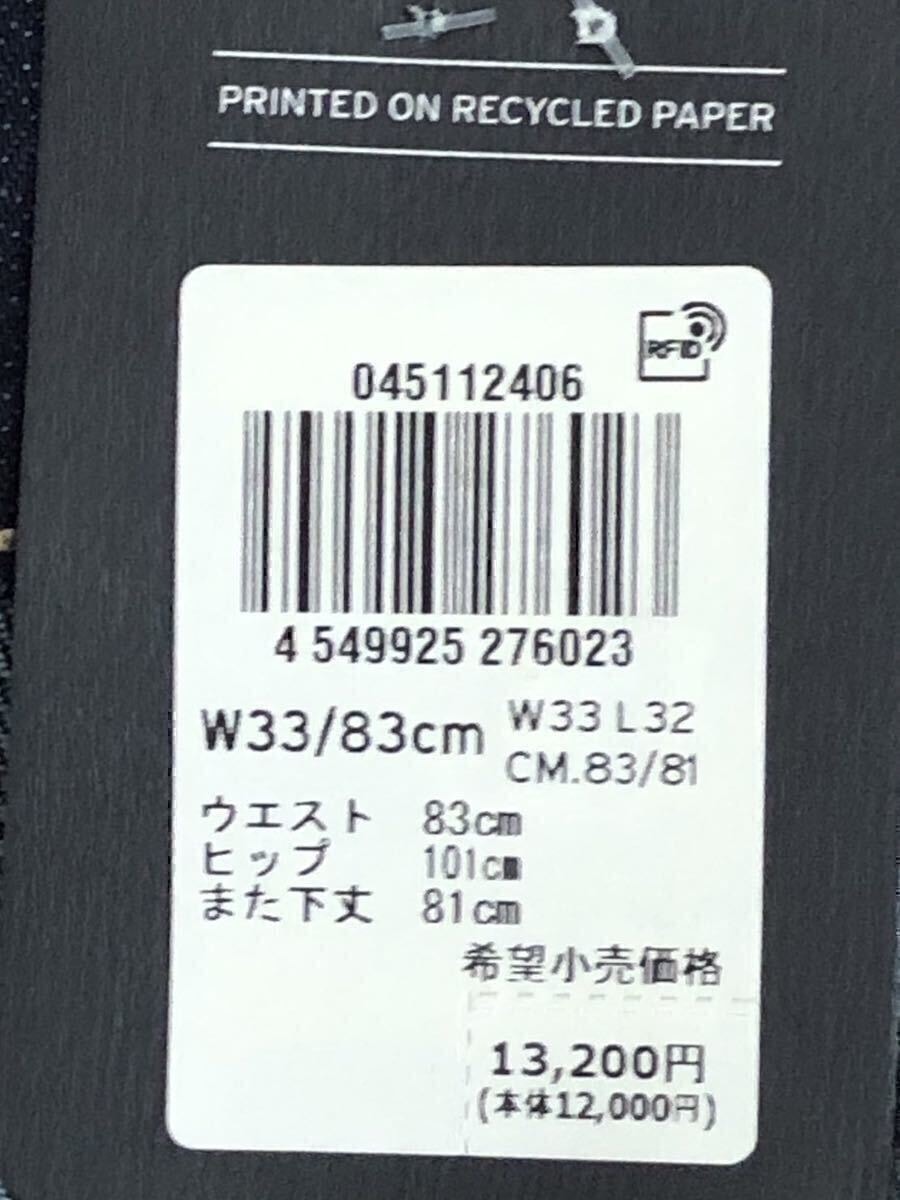 PRINTED ON RECYCLED PAPER
RFID
045112406
4 549925 276023
W33/83cm
W33 L32
CM.83/81
ウエスト 83cm
ヒップ 101cm
また下丈 81cm
希望小売価格
13,200円
(本体12,000円)